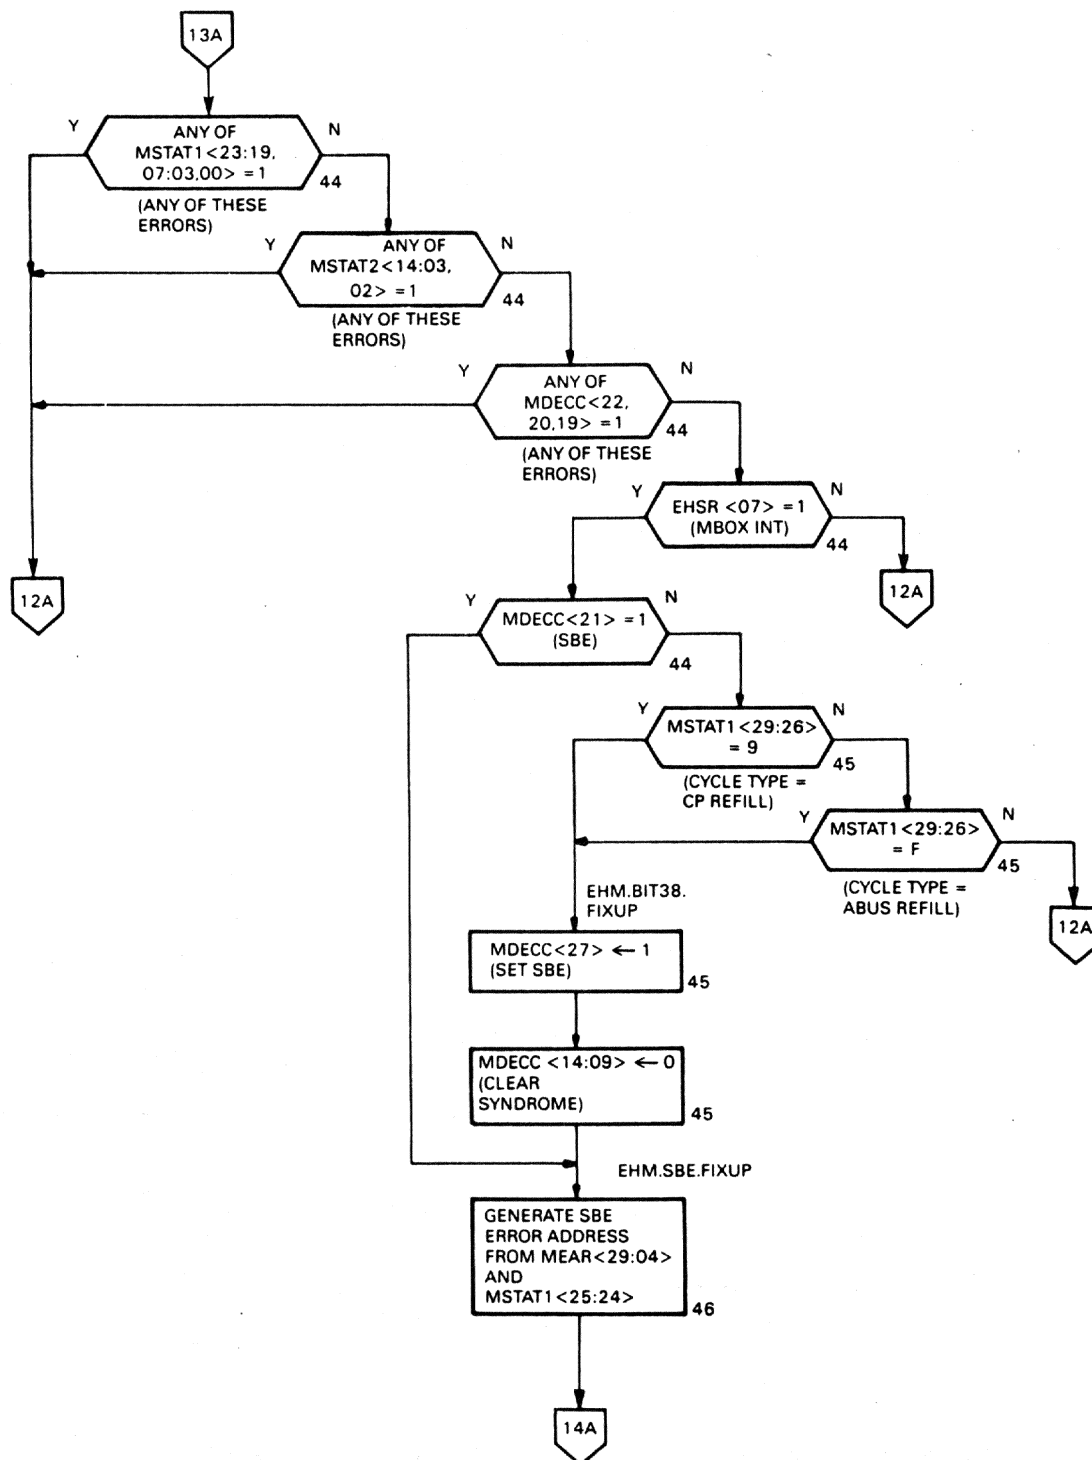 13A
Y
N
ANY OF
MSTAT1<23:19,
07:03,00> =1
44
(ANY OF THESE
ERRORS)
Y
N
ANY OF
MSTAT2<14:03,
02> =1
44
(ANY OF THESE
ERRORS)
Y
N
ANY OF
MDECC<22,
20,19> =1
44
(ANY OF THESE
ERRORS)
Y
N
EHSR <07> =1
(MBOX INT)
44
12A
12A
Y
N
MDECC<21> =1
(SBE)
44
Y
N
MSTAT1<29:26>
= 9
45
(CYCLE TYPE =
CP REFILL)
Y
N
MSTAT1<29:26>
= F
45
(CYCLE TYPE =
ABUS REFILL)
12A
EHM.BIT38.
FIXUP
MDECC<27> ← 1
(SET SBE)
45
MDECC <14:09> ← 0
(CLEAR
SYNDROME)
45
EHM.SBE.FIXUP
GENERATE SBE
ERROR ADDRESS
FROM MEAR<29:04>
AND
MSTAT1<25:24>
46
14A